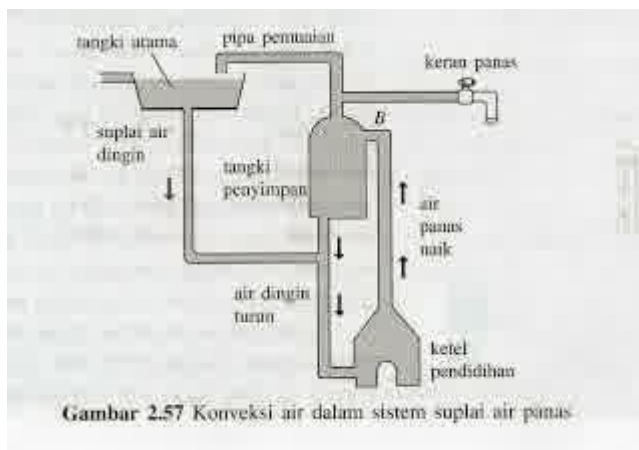 tangki utama
pipa pemuaian
keran panas
B
suplai air
dingin
tangki
penyimpan
air
panas
naik
air dingin
turun
ketel
pendidihan
Gambar 2.57 Konveksi air dalam sistem suplai air panas